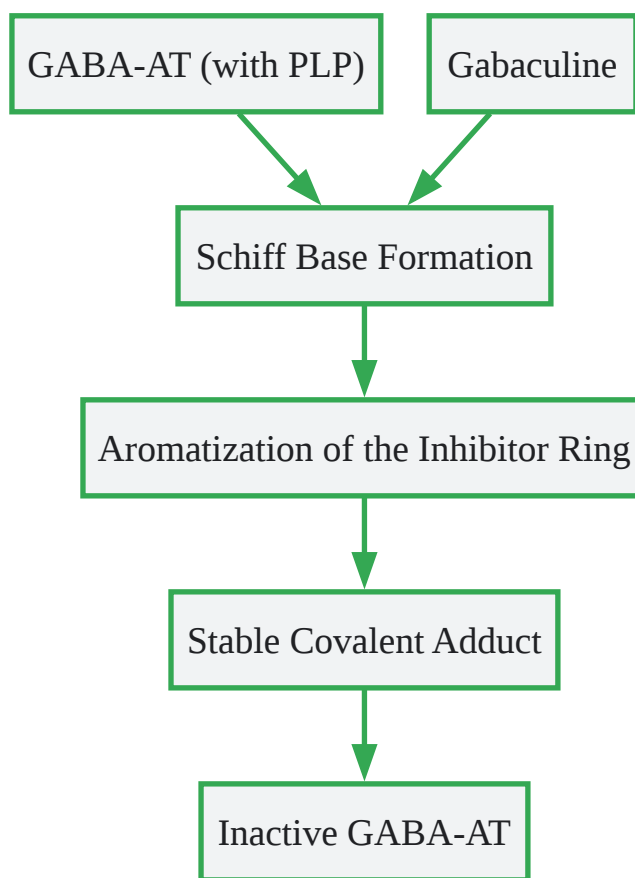 GABA-AT (with PLP)
Gabaculine
Schiff Base Formation
Aromatization of the Inhibitor Ring
Stable Covalent Adduct
Inactive GABA-AT